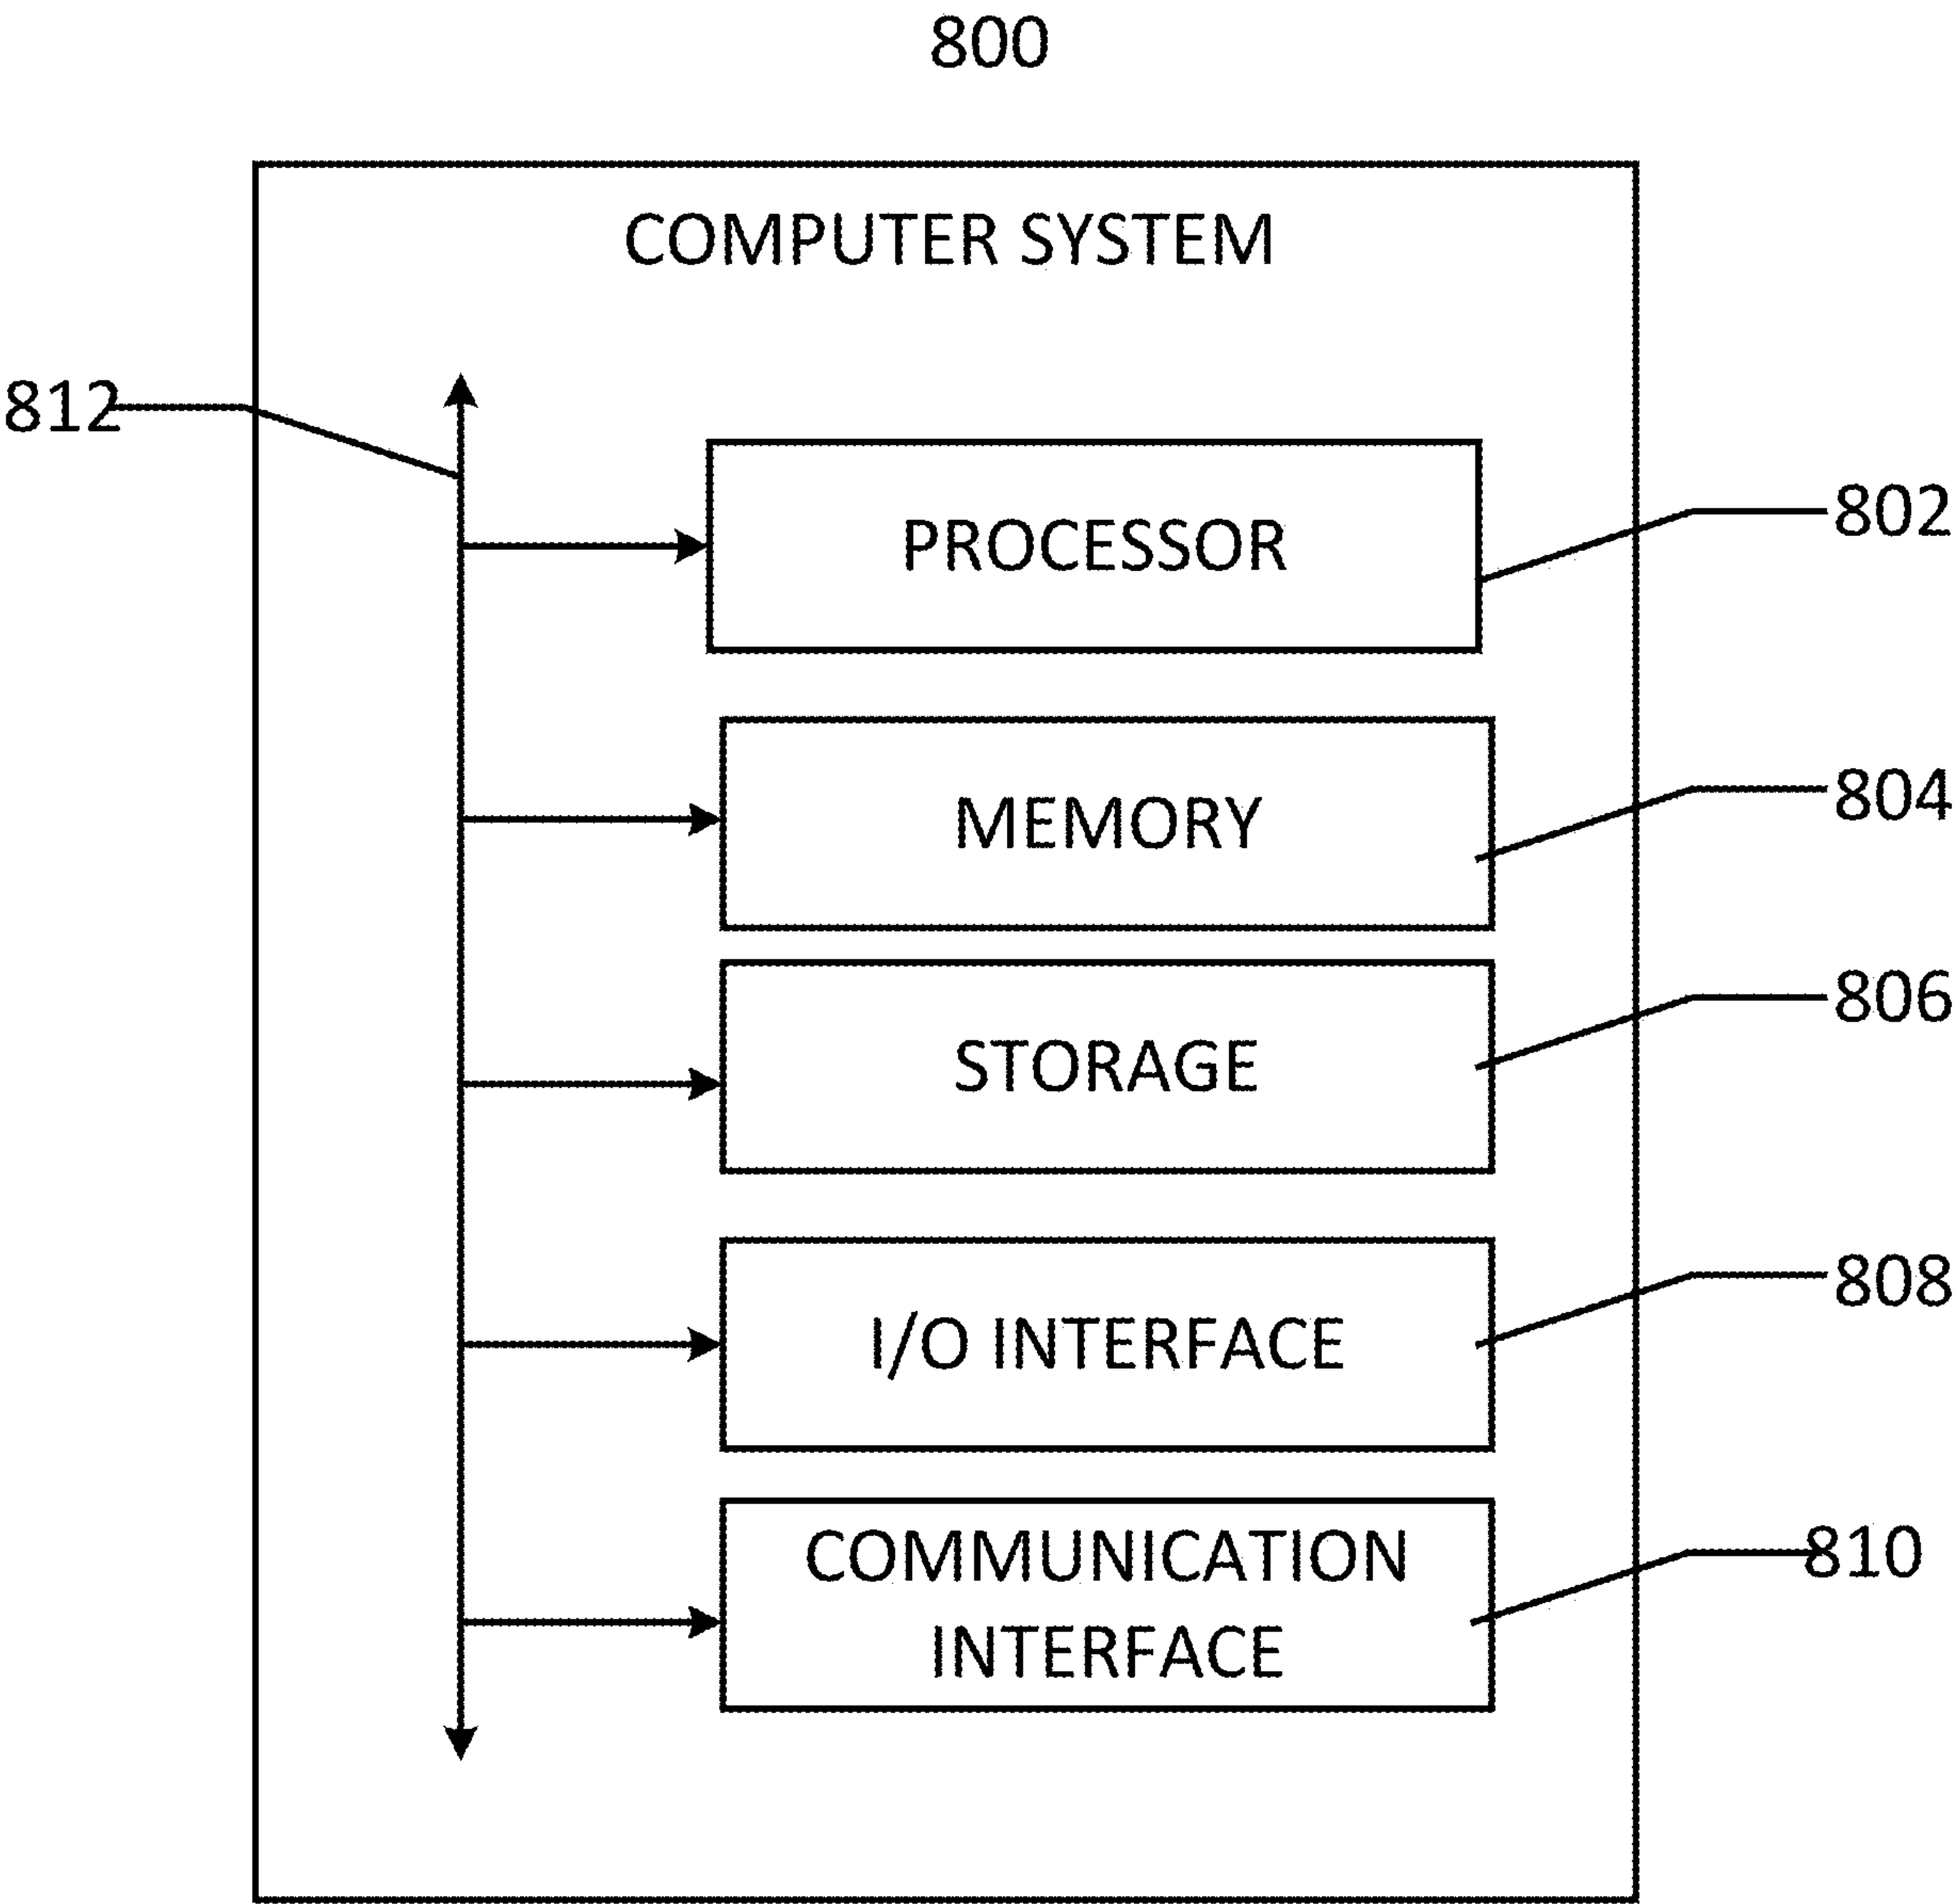 800
COMPUTER SYSTEM
812
PROCESSOR
802
MEMORY
804
STORAGE
806
I/O INTERFACE
808
COMMUNICATION
INTERFACE
810